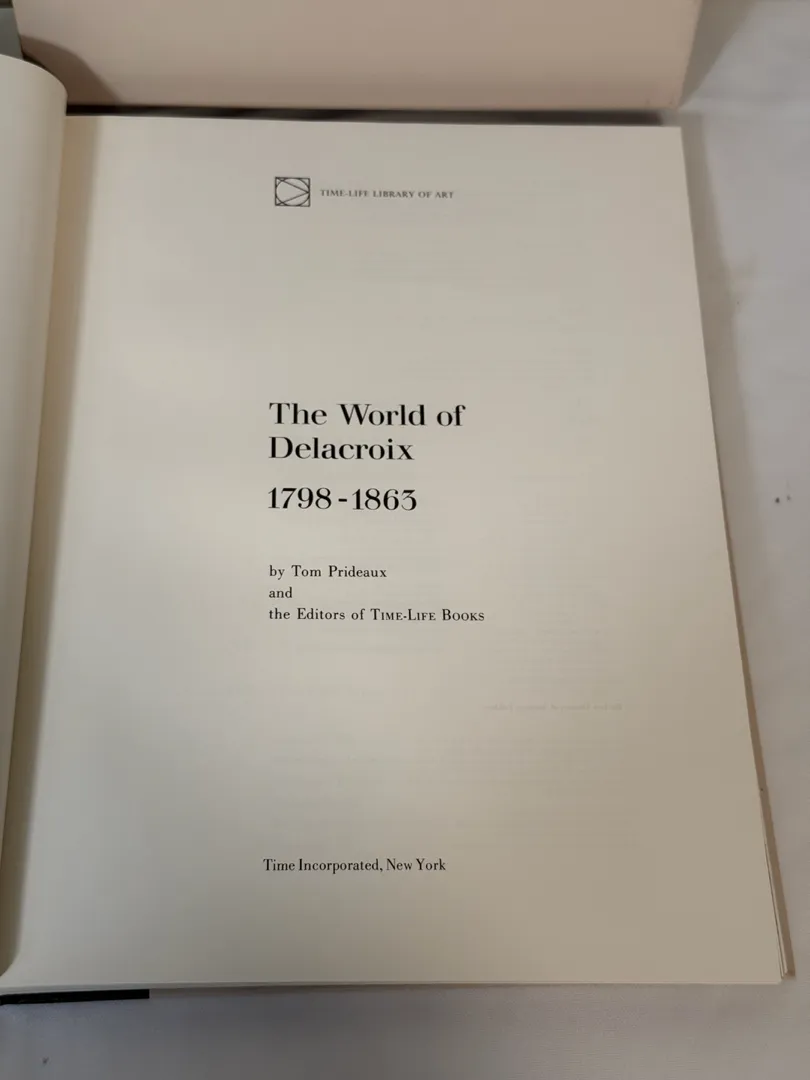 TIME-LIFE LIBRARY OF ART
The World of
Delacroix
1798-1863
by Tom Prideaux
and
the Editors of TIME-LIFE BOOKS
Time Incorporated, New York